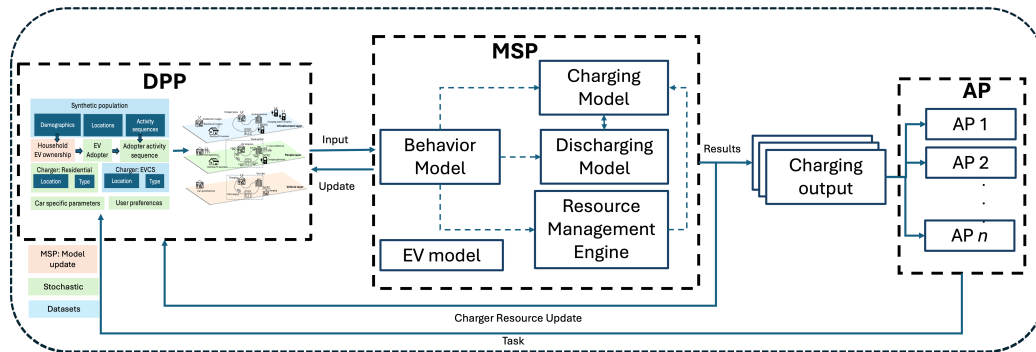 DPP
Synthetic population
Demographics
Locations
Activity
sequences
Household
EV ownership
EV
Adopter
Adopter activity
sequence
Charger: Residential
Location
Type
Charger: EVCS
Location
Type
Car specific parameters
User preferences
MSP: Model
update
Stochastic
Datasets
Input
Update
MSP
Behavior
Model
Charging
Model
Discharging
Model
Resource
Management
Engine
EV model
Results
Charging
output
AP
AP 1
AP 2
.
.
.
AP n
Charger Resource Update
Task